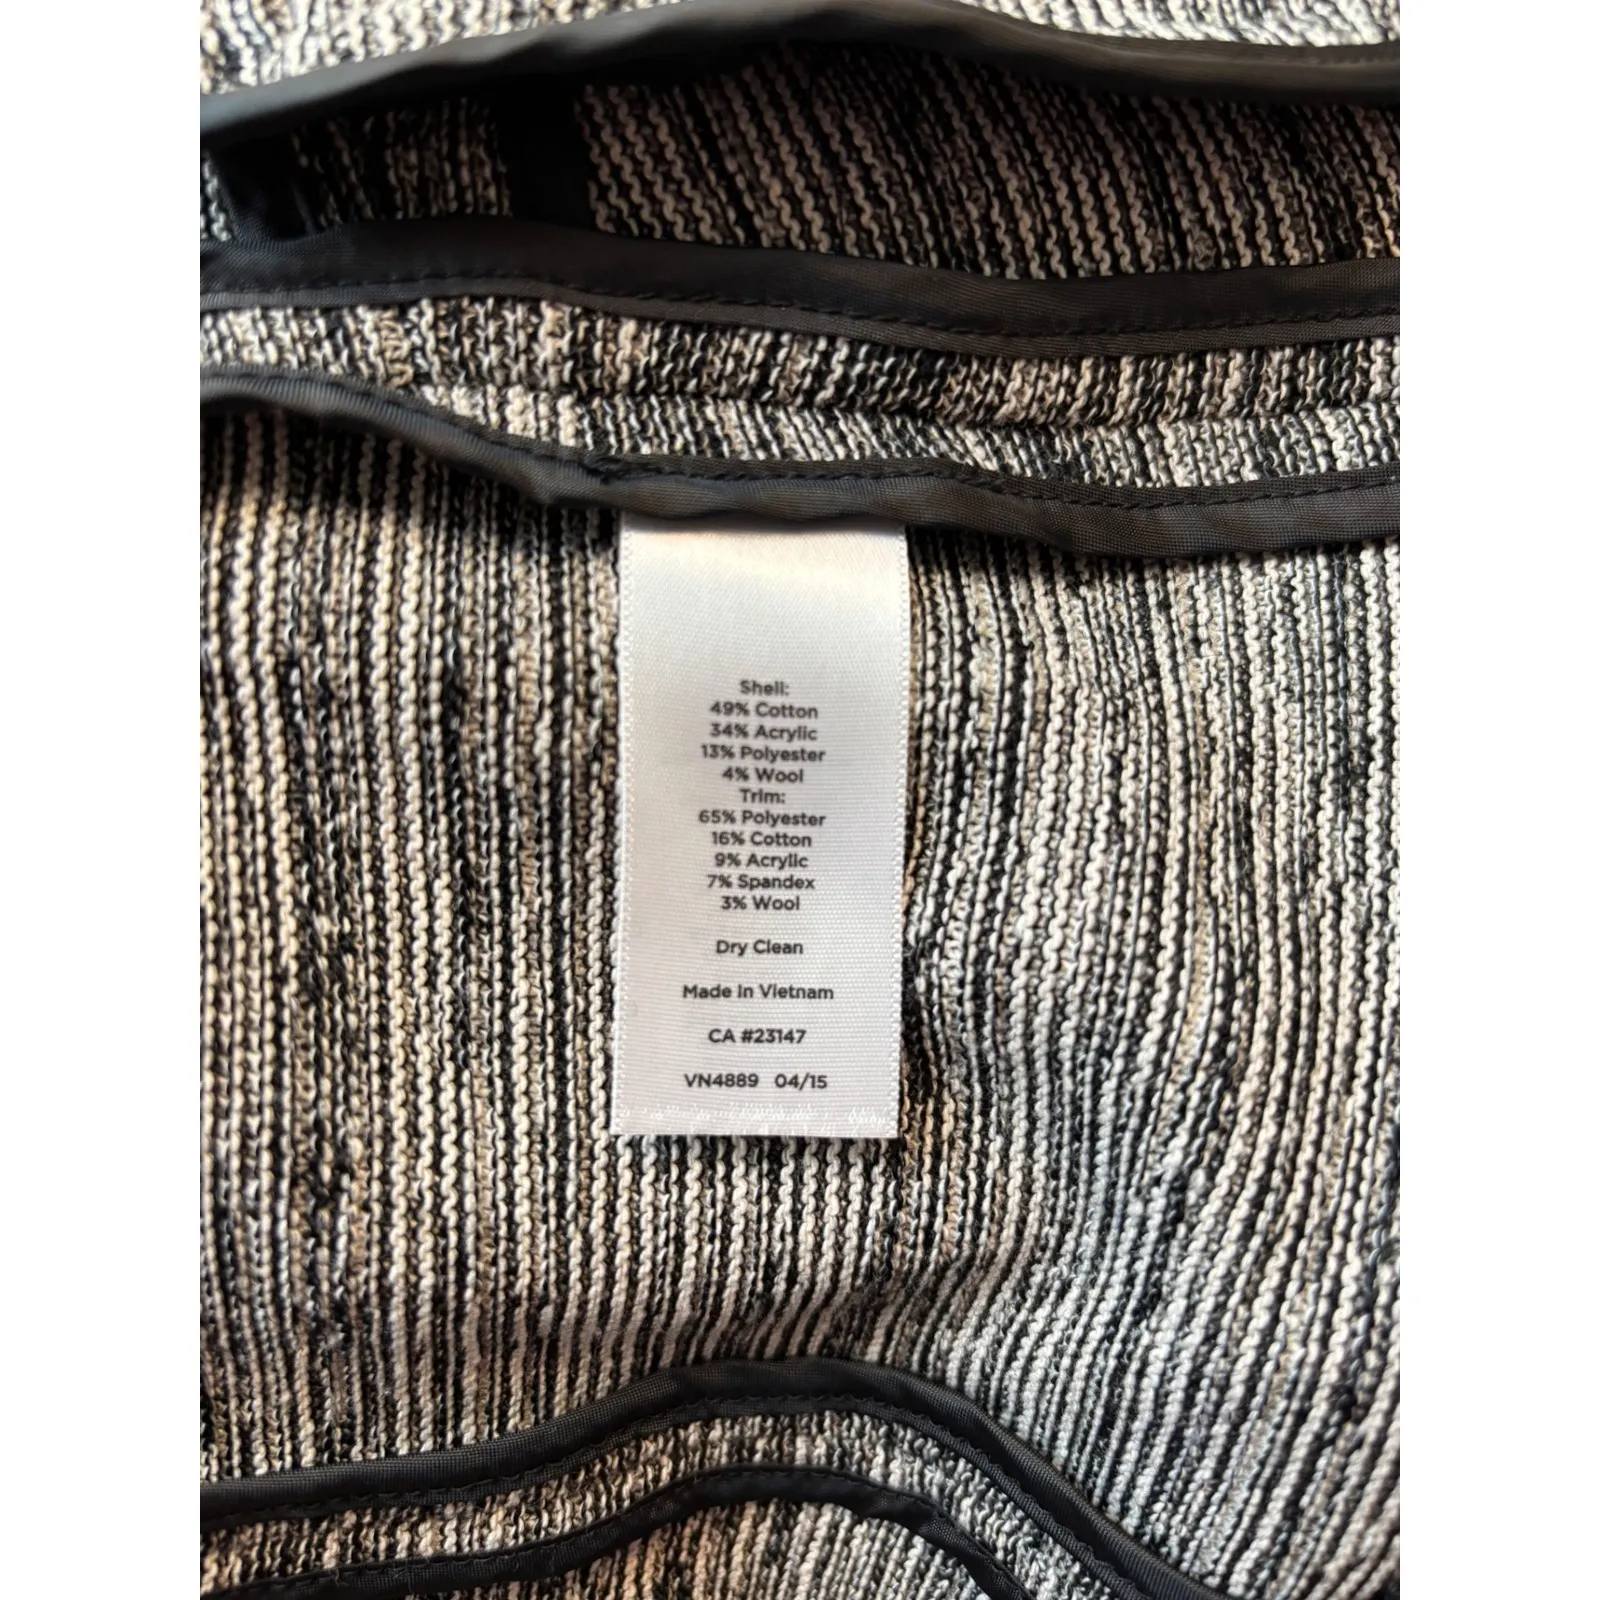 Shell:
49% Cotton
34% Acrylic
13% Polyester
4% Wool
Trim:
65% Polyester
16% Cotton
9% Acrylic
7% Spandex
3% Wool
Dry Clean
Made In Vietnam
CA #23147
VN4889 04/15